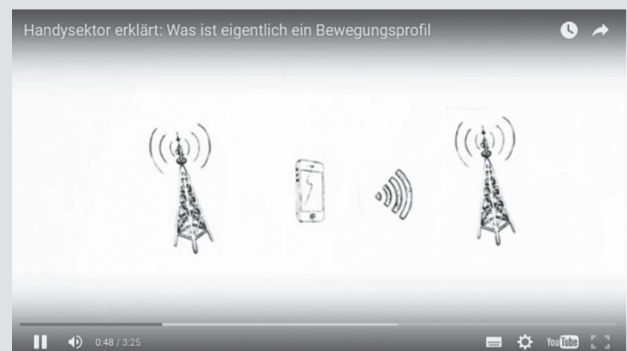 Handysektor erklärt: Was ist eigentlich ein Bewegungsprofil
0:48 / 3:25
YouTube